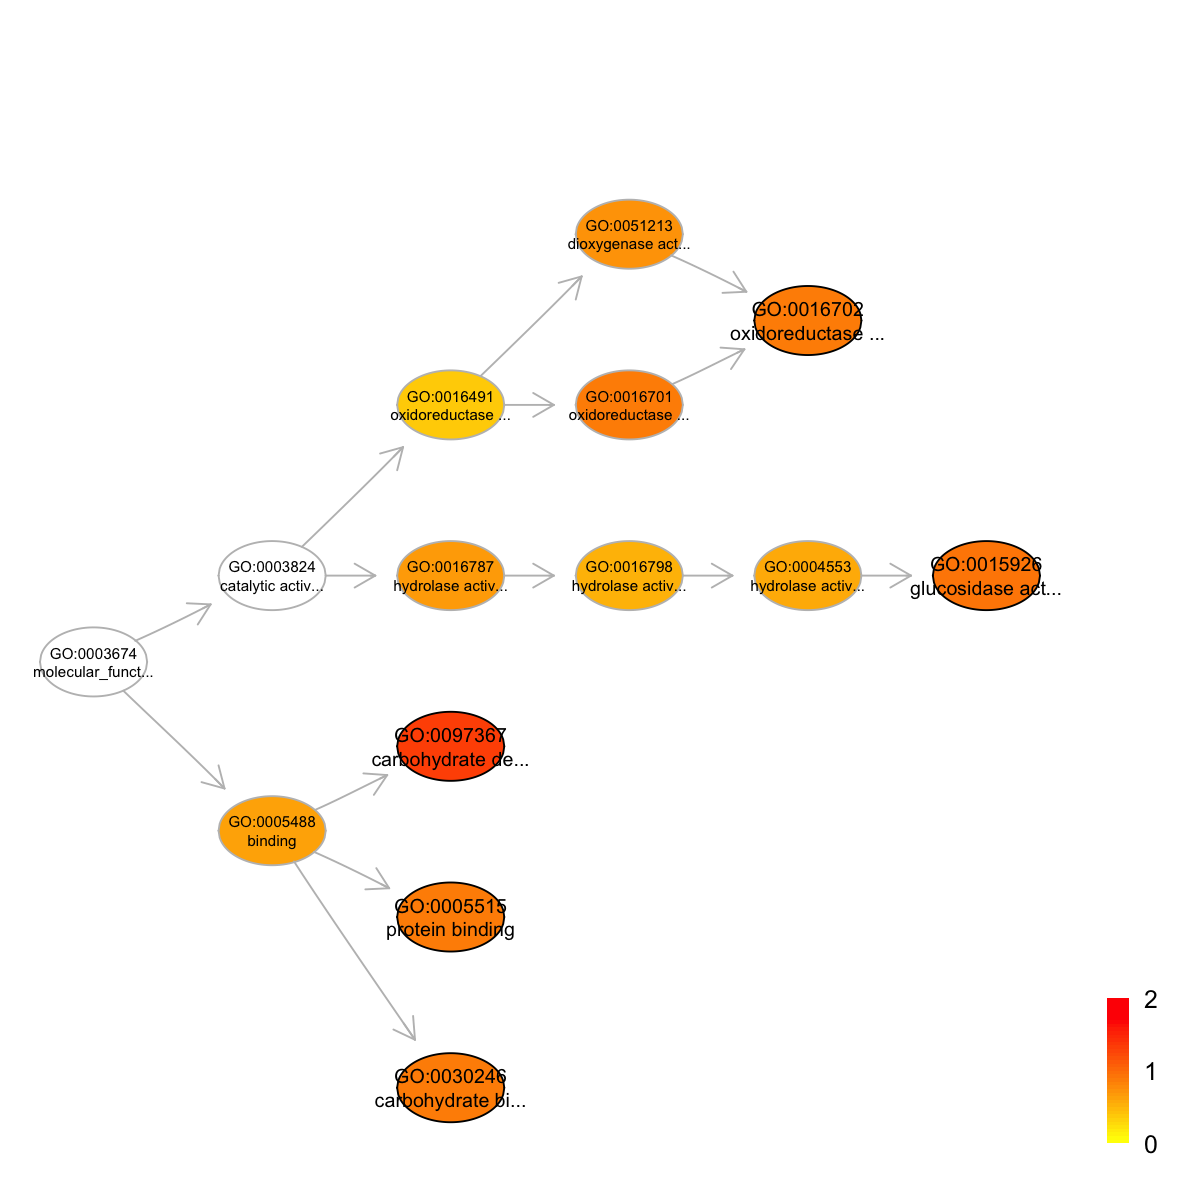 GO:0051213
dioxygenase act...
GO:0016702
oxidoreductase ...
GO:0016491
oxidoreductase ...
GO:0016701
oxidoreductase ...
GO:0003824
catalytic activ...
GO:0016787
hydrolase activ...
GO:0016798
hydrolase activ...
GO:0004553
hydrolase activ...
GO:0015926
glucosidase act...
GO:0003674
molecular_funct...
GO:0097367
carbohydrate de...
GO:0005488
binding
GO:0005515
protein binding
GO:0030246
carbohydrate bi...
2
1
0